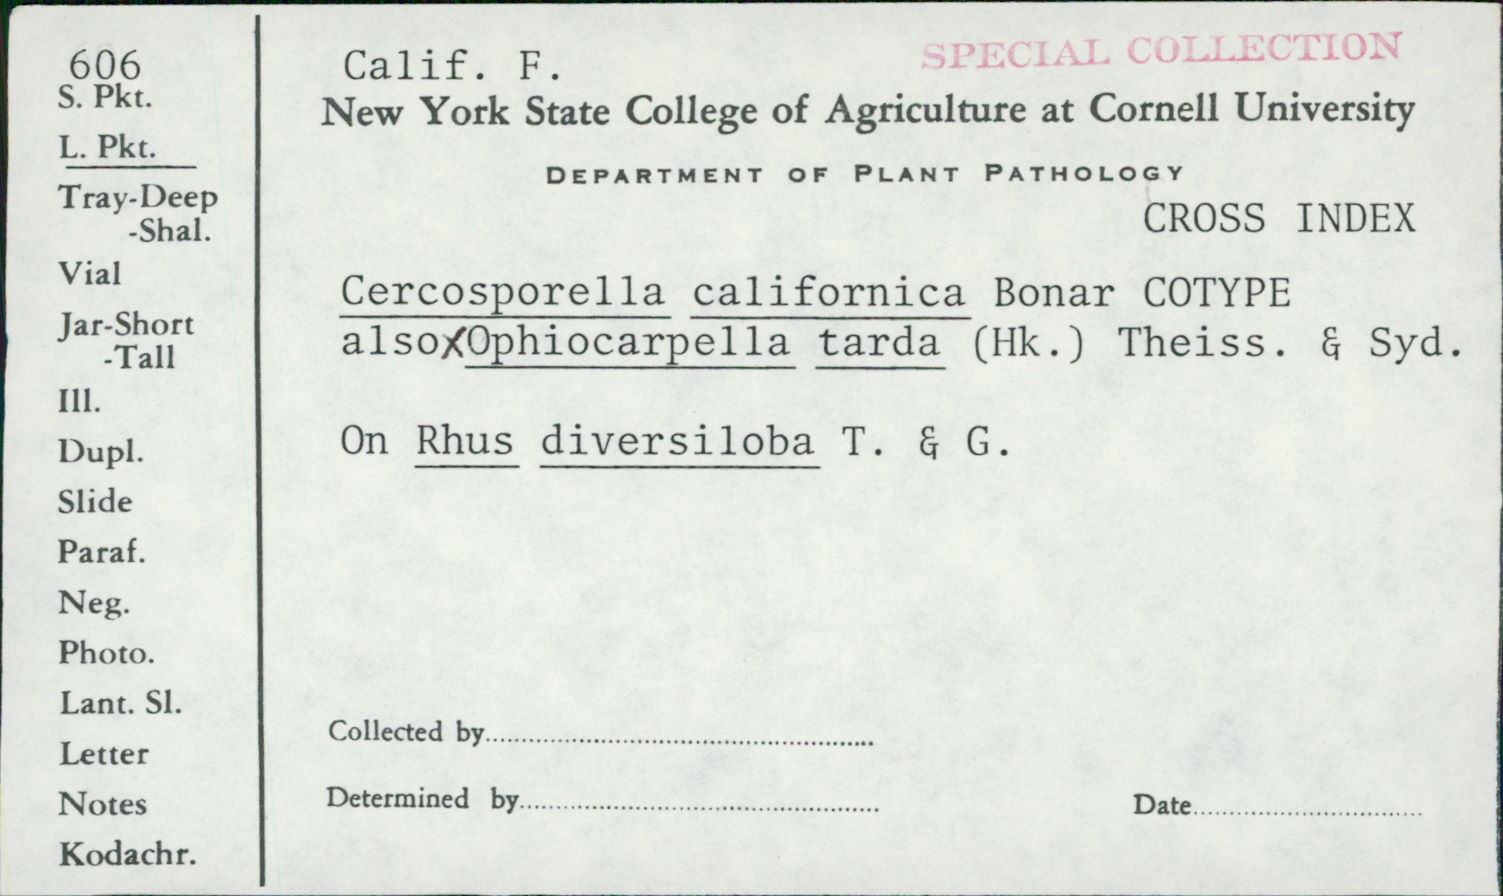 606
S. Pkt.
L. Pkt.
Tray-Deep
-Shal.
Vial
Jar-Short
-Tall
Ill.
Dupl.
Slide
Paraf.
Neg.
Photo.
Lant. Sl.
Letter
Notes
Kodachr.
Calif. F.
SPECIAL COLLECTION
New York State College of Agriculture at Cornell University
DEPARTMENT OF PLANT PATHOLOGY
CROSS INDEX
Cercosporella californica Bonar COTYPE
also x Ophiocarpella tarda (Hk.) Theiss. & Syd.
On Rhus diversiloba T. & G.
Collected by
Determined by
Date